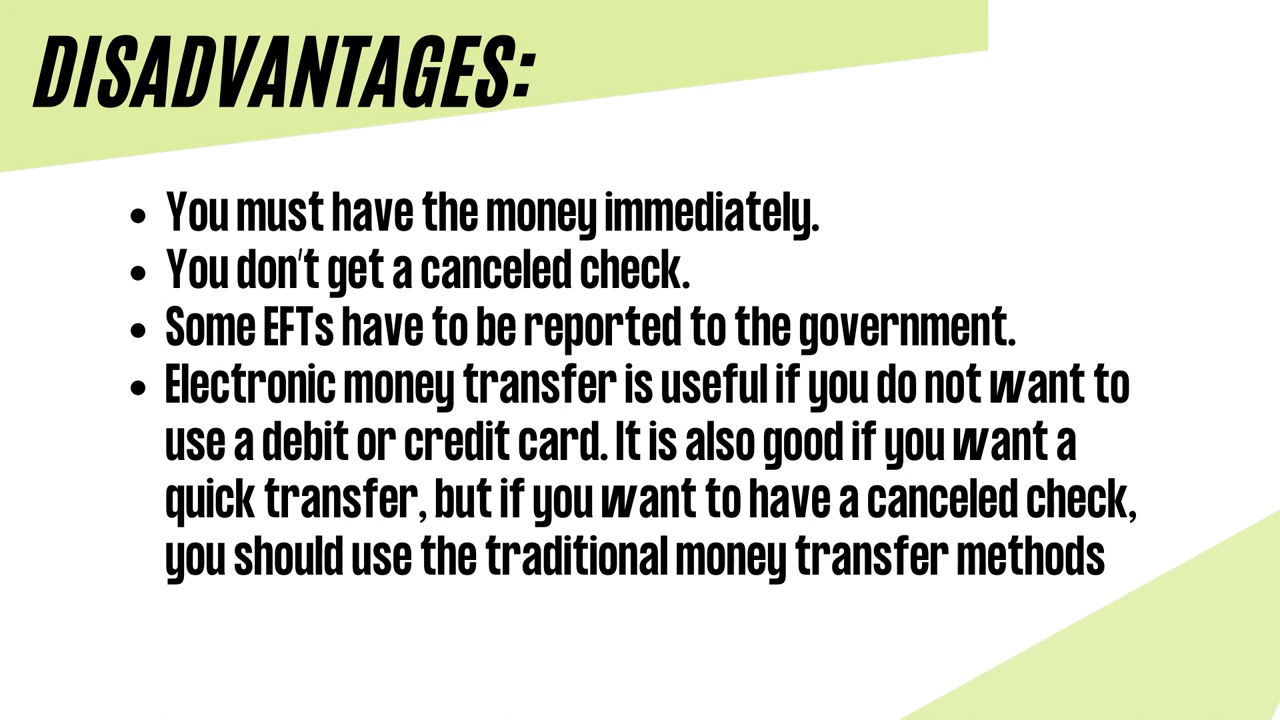 DISADVANTAGES:
• You must have the money immediately.
• You don't get a canceled check.
• Some EFTs have to be reported to the government.
• Electronic money transfer is useful if you do not want to
use a debit or credit card. It is also good if you want a
quick transfer, but if you want to have a canceled check,
you should use the traditional money transfer methods